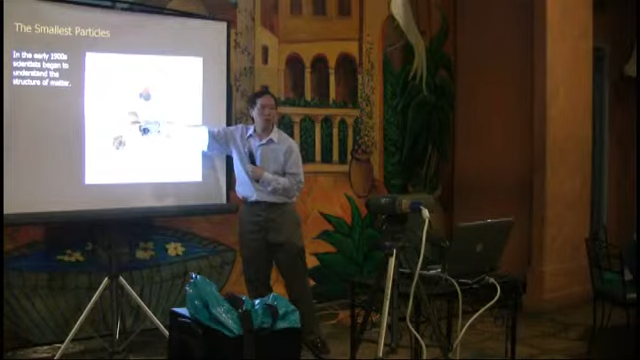 The Smallest Particles
In the early 1900s
scientists began to
understand the
structure of matter.